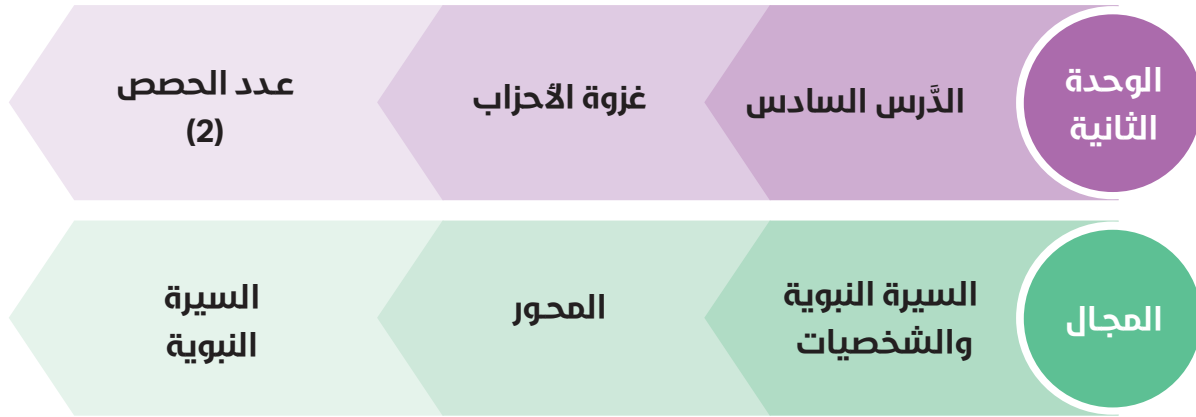 الوحدة
الثانية
الدَّرس السادس
غزوة الأحزاب
عدد الحصص
(2)
المجال
السيرة النبوية
والشخصيات
المحور
السيرة
النبوية